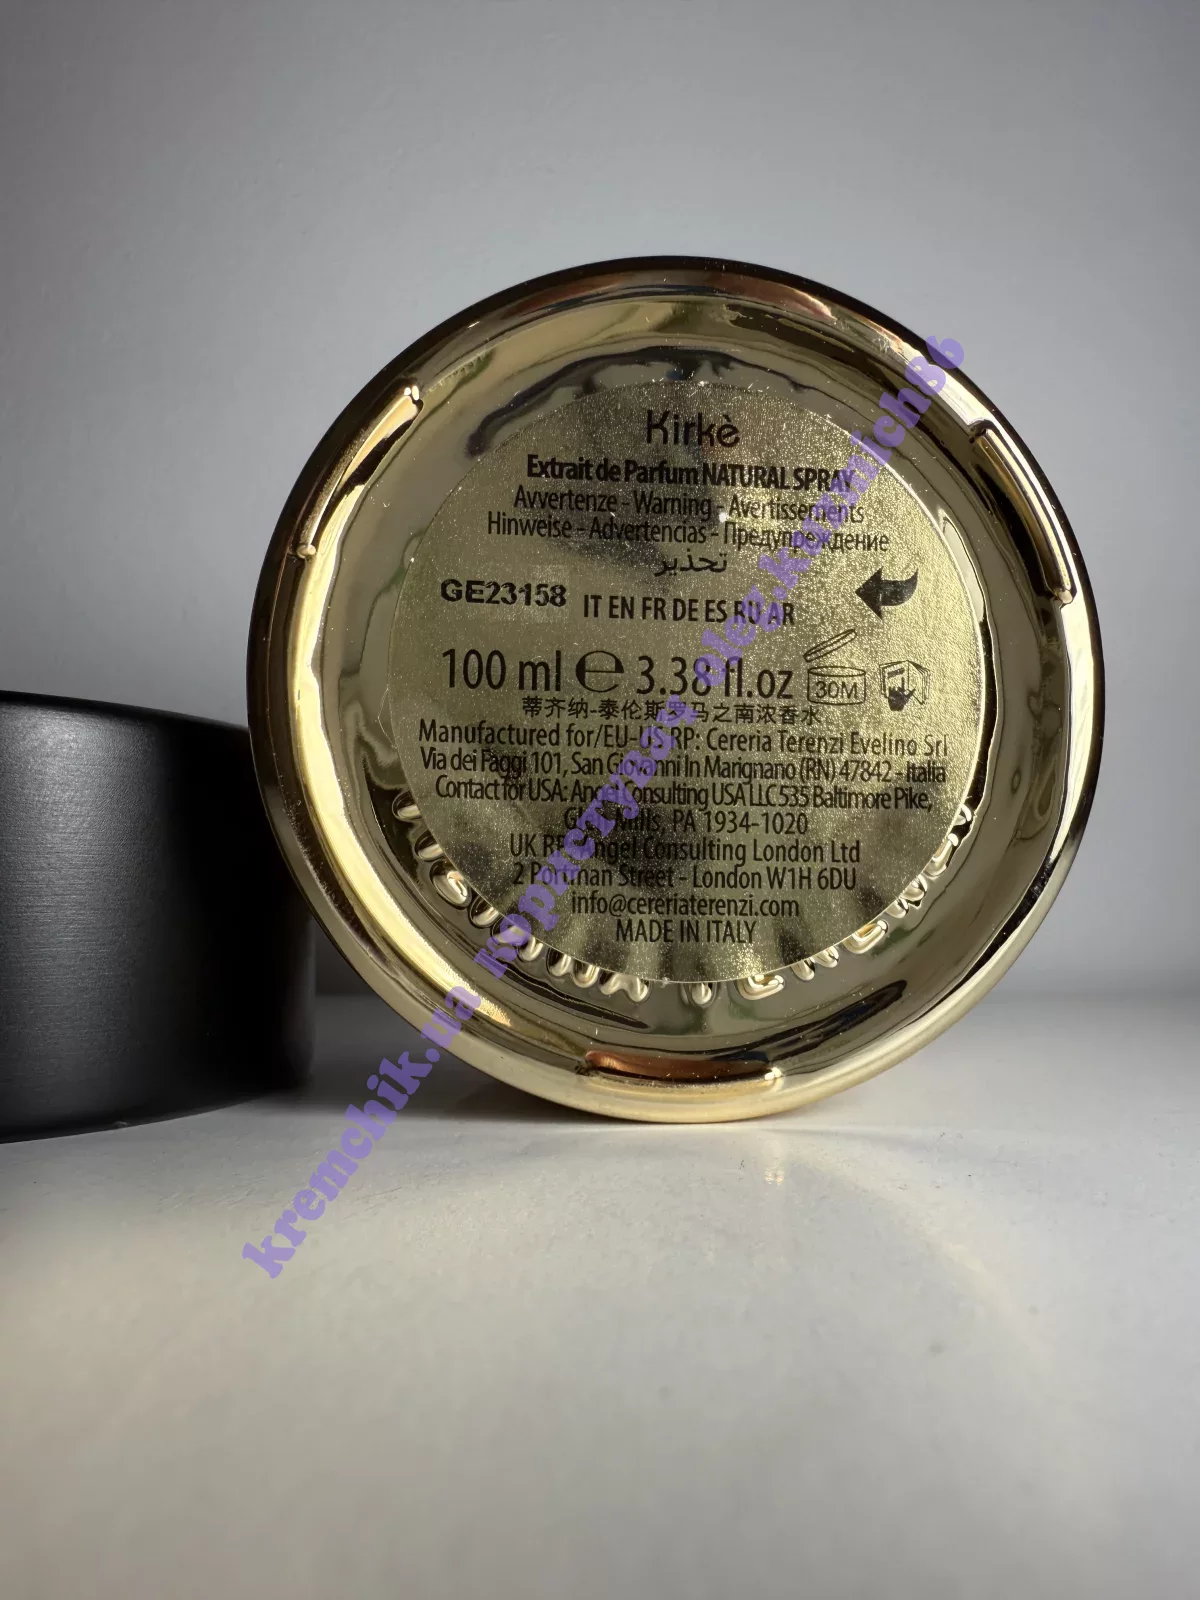 Kirkè
Extrait de Parfum NATURAL SPRAY
Avvertenze - Warning - Avertissements
Hinweise - Advertencias - Предупреждение
تحذير
GE23158
IT EN FR DE ES RU AR
100 ml e 3.38 fl.oz
30M
蒂齐纳-泰伦斯罗马之南浓香水
Manufactured for/EU-US RP: Cereria Terenzi Evelino Srl
Via dei Faggi 101, San Giovanni In Marignano (RN) 47842 - Italia
Contact for USA: Angel Consulting USA LLC 535 Baltimore Pike,
Mills, PA 1934-1020
UK RP Angel Consulting London Ltd
2 Portman Street - London W1H 6DU
info@cereriaterenzi.com
MADE IN ITALY
kremchik.ua користувач oleg.kuzmich86